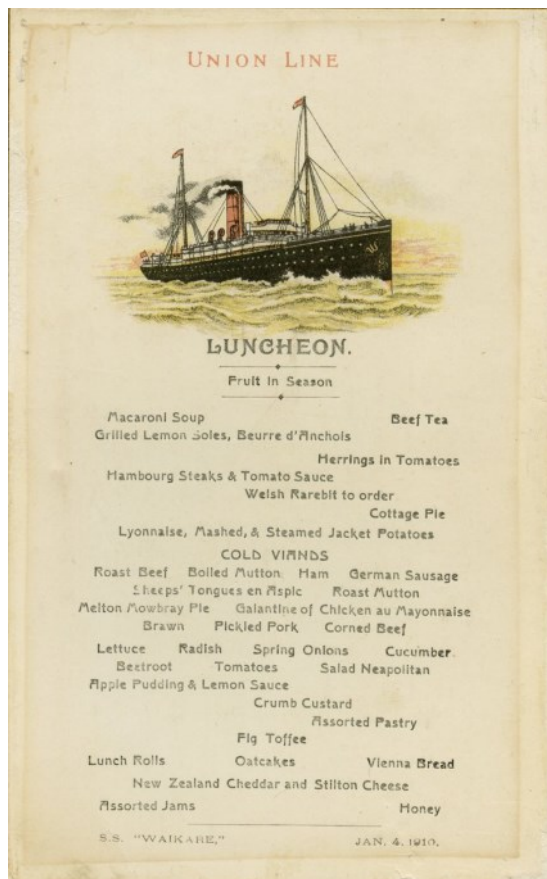 UNION LINE
LUNCHEON.
Fruit in Season
Macaroni Soup Beef Tea
Grilled Lemon Soles, Beurre d'Anchois
Herrings in Tomatoes
Hambourg Steaks & Tomato Sauce
Welsh Rarebit to order
Cottage Pie
Lyonnaise, Mashed, & Steamed Jacket Potatoes
COLD VIANDS
Roast Beef Boiled Mutton Ham German Sausage
Sheeps' Tongues en Aspic Roast Mutton
Melton Mowbray Pie Galantine of Chicken au Mayonnaise
Brawn Pickled Pork Corned Beef
Lettuce Radish Spring Onions Cucumber
Beetroot Tomatoes Salad Neapolitan
Apple Pudding & Lemon Sauce
Crumb Custard
Assorted Pastry
Fig Toffee
Lunch Rolls Oatcakes Vienna Bread
New Zealand Cheddar and Stilton Cheese
Assorted Jams Honey
S.S. "WAIKARE," JAN. 4, 1910.